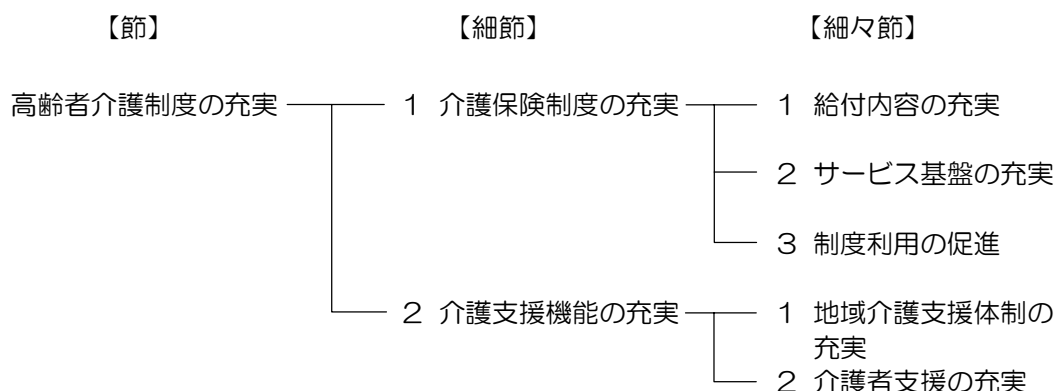 【節】 【細節】 【細々節】
高齢者介護制度の充実 1 介護保険制度の充実 1 給付内容の充実
2 サービス基盤の充実
3 制度利用の促進
2 介護支援機能の充実 1 地域介護支援体制の
充実
2 介護者支援の充実